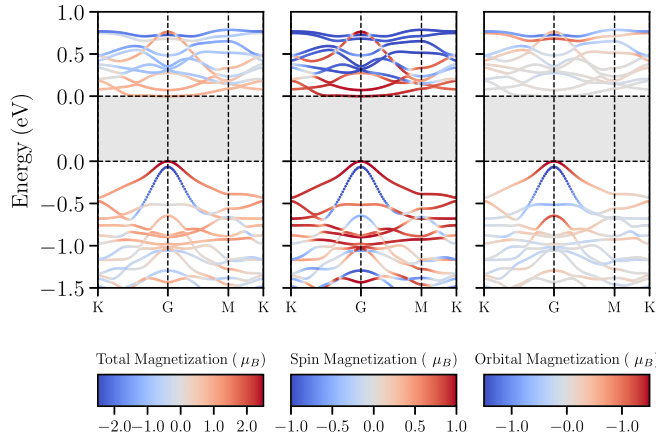 1.0
0.5
0.0
0.0
−0.5
−1.0
−1.5
Energy (eV)
K G M K
K G M K
K G M K
Total Magnetization ( μB)
Spin Magnetization ( μB)
Orbital Magnetization ( μB)
−2.0 −1.0 0.0 1.0 2.0
−1.0 −0.5 0.0 0.5 1.0
−1.0 −0.0 −1.0